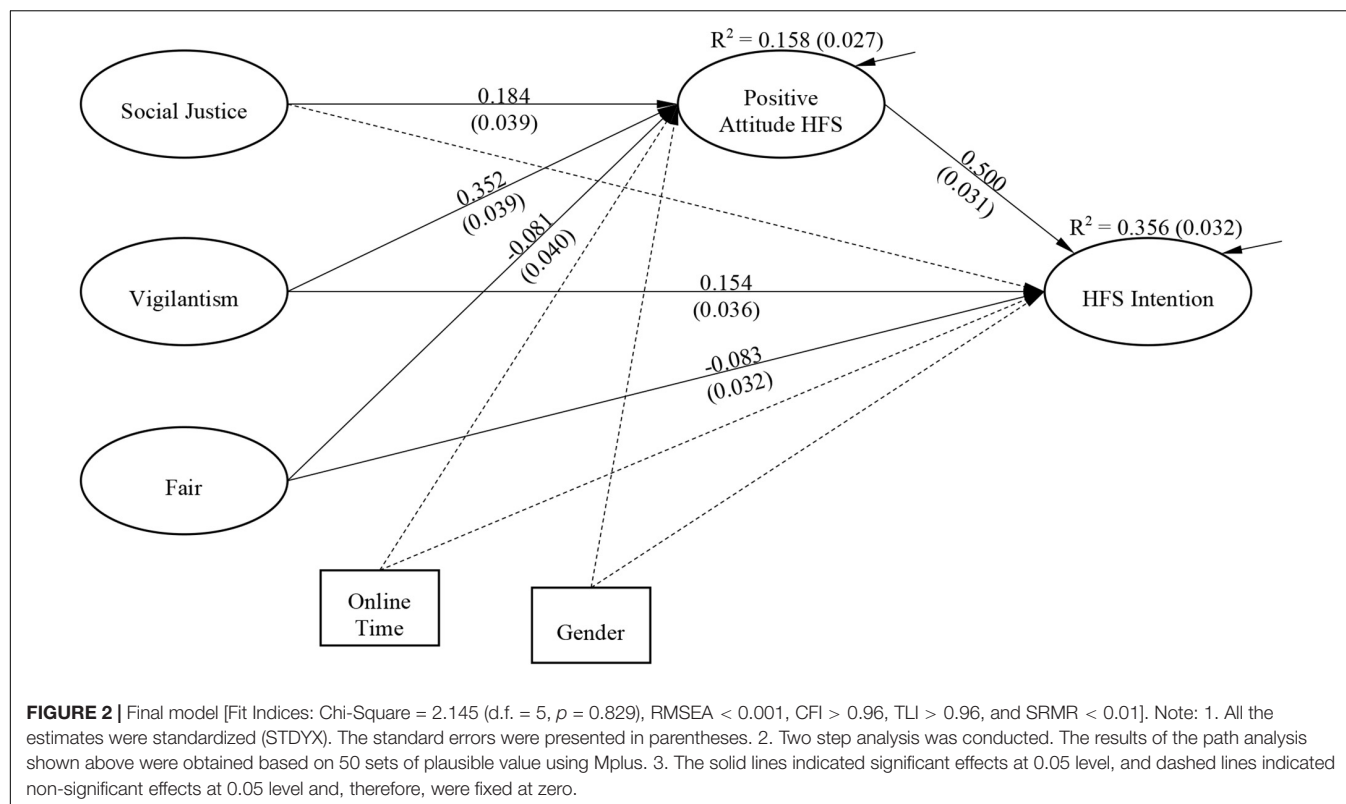 R² = 0.158 (0.027)
Social Justice
0.184
(0.039)
Positive
Attitude HFS
0.352
(0.039)
-0.081
(0.040)
0.500
(0.031)
R² = 0.356 (0.032)
Vigilantism
0.154
(0.036)
HFS Intention
-0.083
(0.032)
Fair
Online
Time
Gender
FIGURE 2 | Final model [Fit Indices: Chi-Square = 2.145 (d.f. = 5, p = 0.829), RMSEA < 0.001, CFI > 0.96, TLI > 0.96, and SRMR < 0.01]. Note: 1. All the
estimates were standardized (STDYX). The standard errors were presented in parentheses. 2. Two step analysis was conducted. The results of the path analysis
shown above were obtained based on 50 sets of plausible value using Mplus. 3. The solid lines indicated significant effects at 0.05 level, and dashed lines indicated
non-significant effects at 0.05 level and, therefore, were fixed at zero.